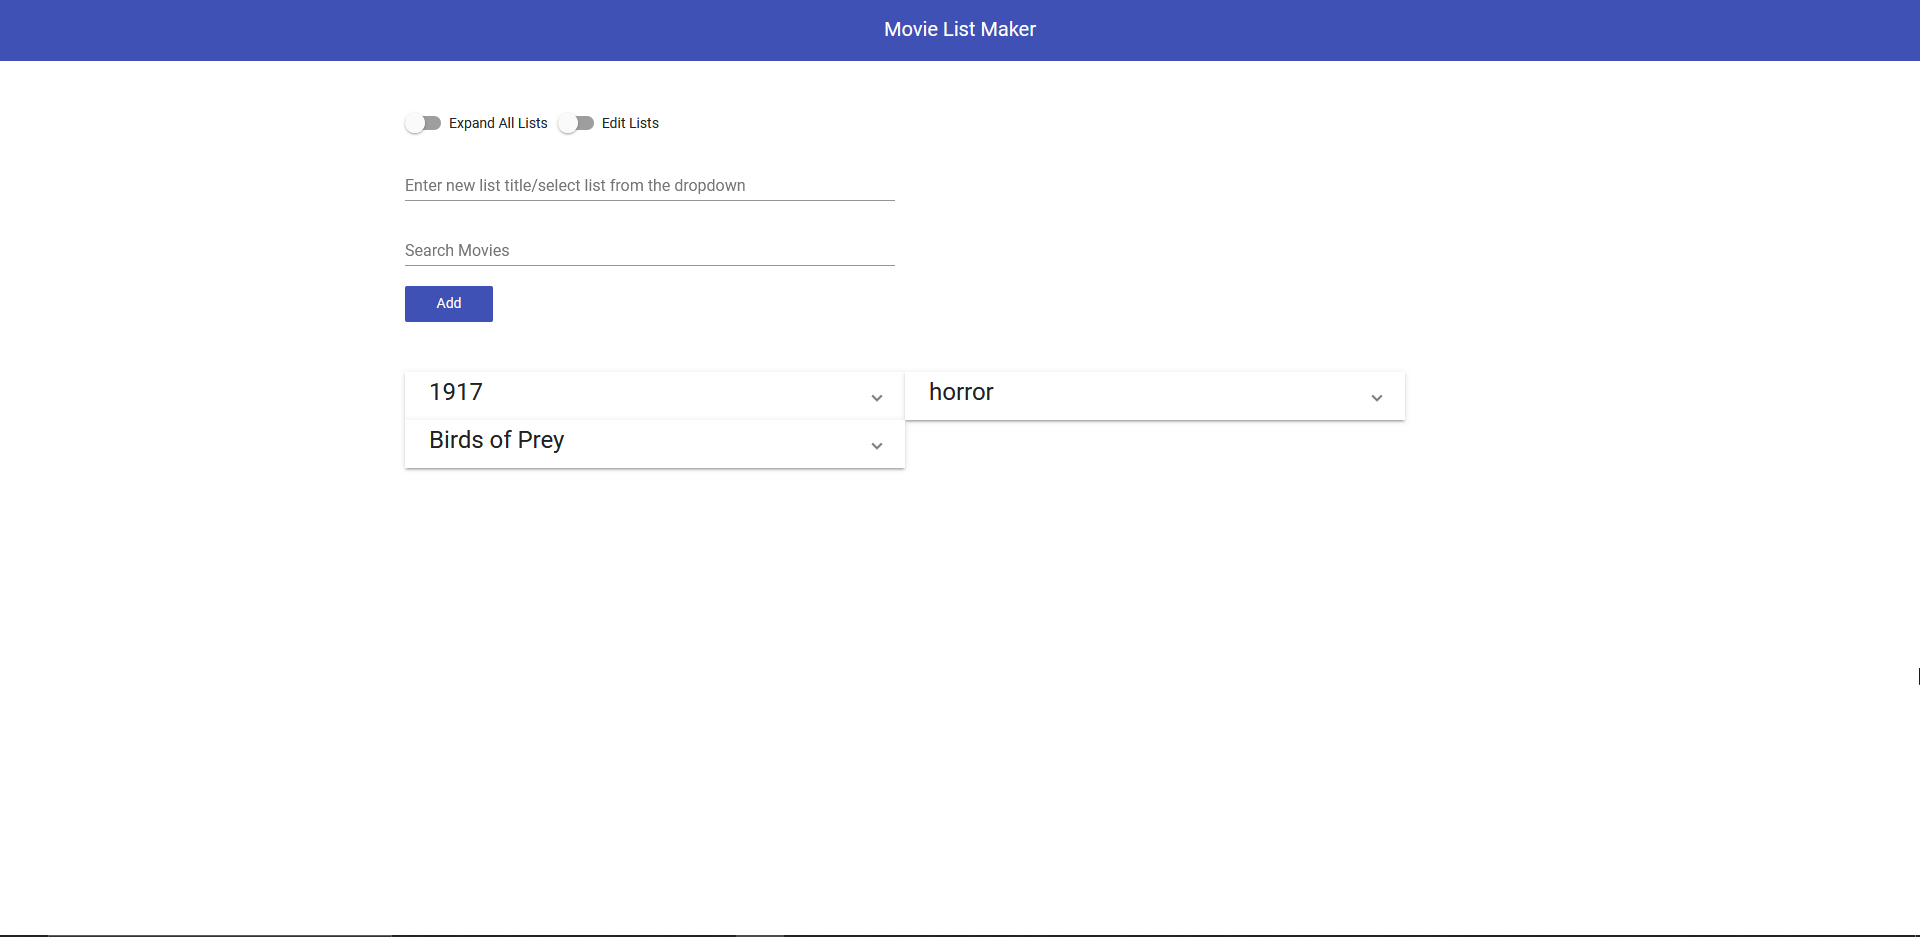 Movie List Maker
Expand All Lists Edit Lists
Enter new list title/select list from the dropdown
Search Movies
Add
1917
horror
Birds of Prey